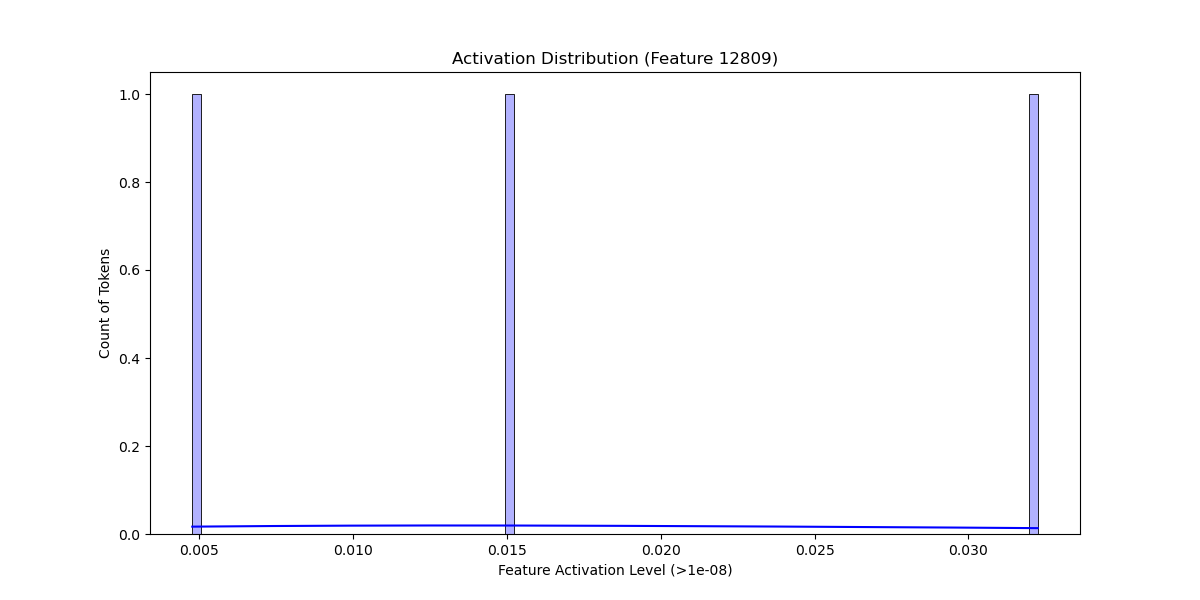 Activation Distribution (Feature 12809)
1.0
0.8
0.6
0.4
0.2
0.0
Count of Tokens
0.005 0.010 0.015 0.020 0.025 0.030
Feature Activation Level (>1e-08)